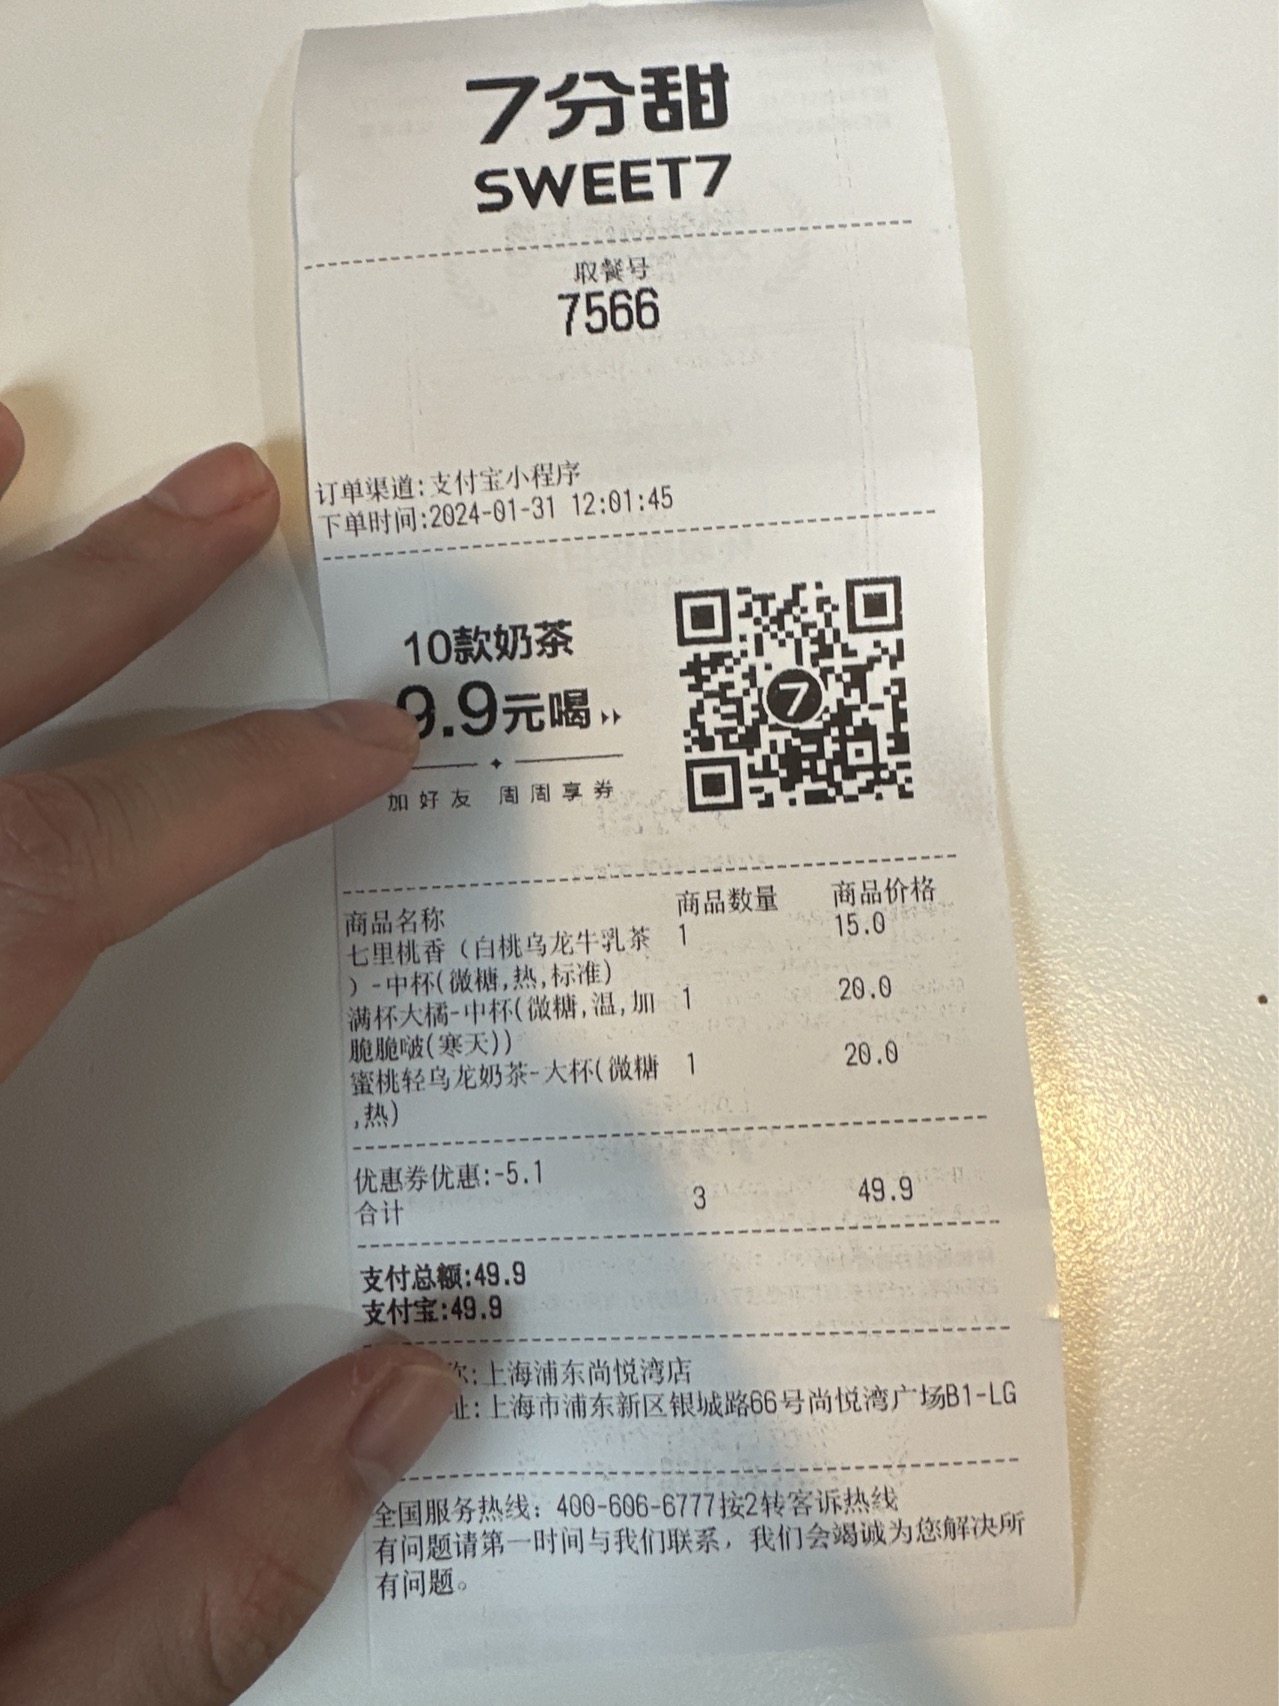 7分甜
SWEET7
取餐号
7566
订单渠道:支付宝小程序
下单时间:2024-01-31 12:01:45
10款奶茶
9.9元喝
加好友 周周享券
7
商品名称 商品数量 商品价格
七里桃香（白桃乌龙牛乳茶 1 15.0
）-中杯(微糖,热,标准)
满杯大橘-中杯(微糖,温,加 1 20.0
脆脆啵(寒天))
蜜桃轻乌龙奶茶-大杯(微糖 1 20.0
,热)
优惠券优惠:-5.1
合计 3 49.9
支付总额:49.9
支付宝:49.9
称:上海浦东尚悦湾店
址:上海市浦东新区银城路66号尚悦湾广场B1-LG
全国服务热线：400-606-6777按2转客诉热线
有问题请第一时间与我们联系，我们会竭诚为您解决所
有问题。